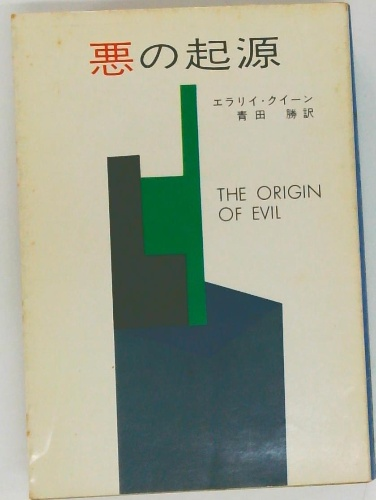 悪の起源
エラリイ・クイーン
青田 勝訳
THE ORIGIN
OF EVIL